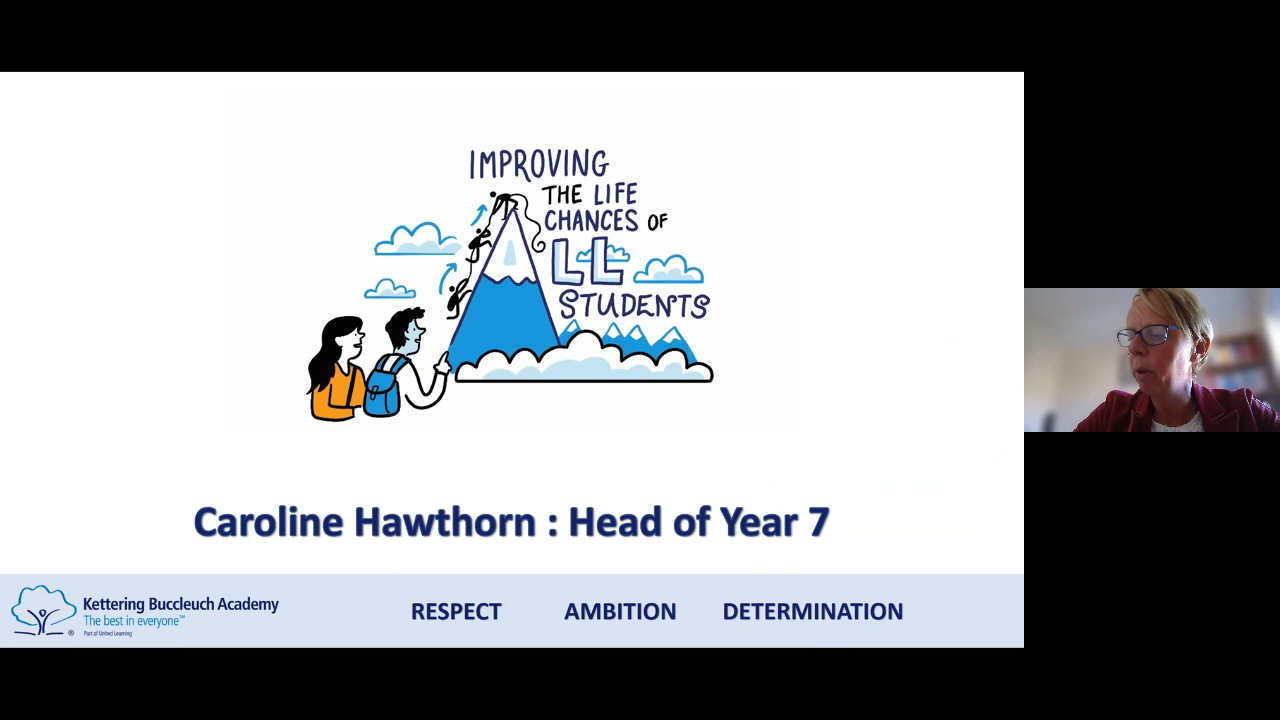 IMPROVING
THE LIFE
CHANCES OF
LL
STUDENTS
Caroline Hawthorn : Head of Year 7
Kettering Buccleuch Academy
The best in everyone™
Part of United Learning
®
RESPECT AMBITION DETERMINATION